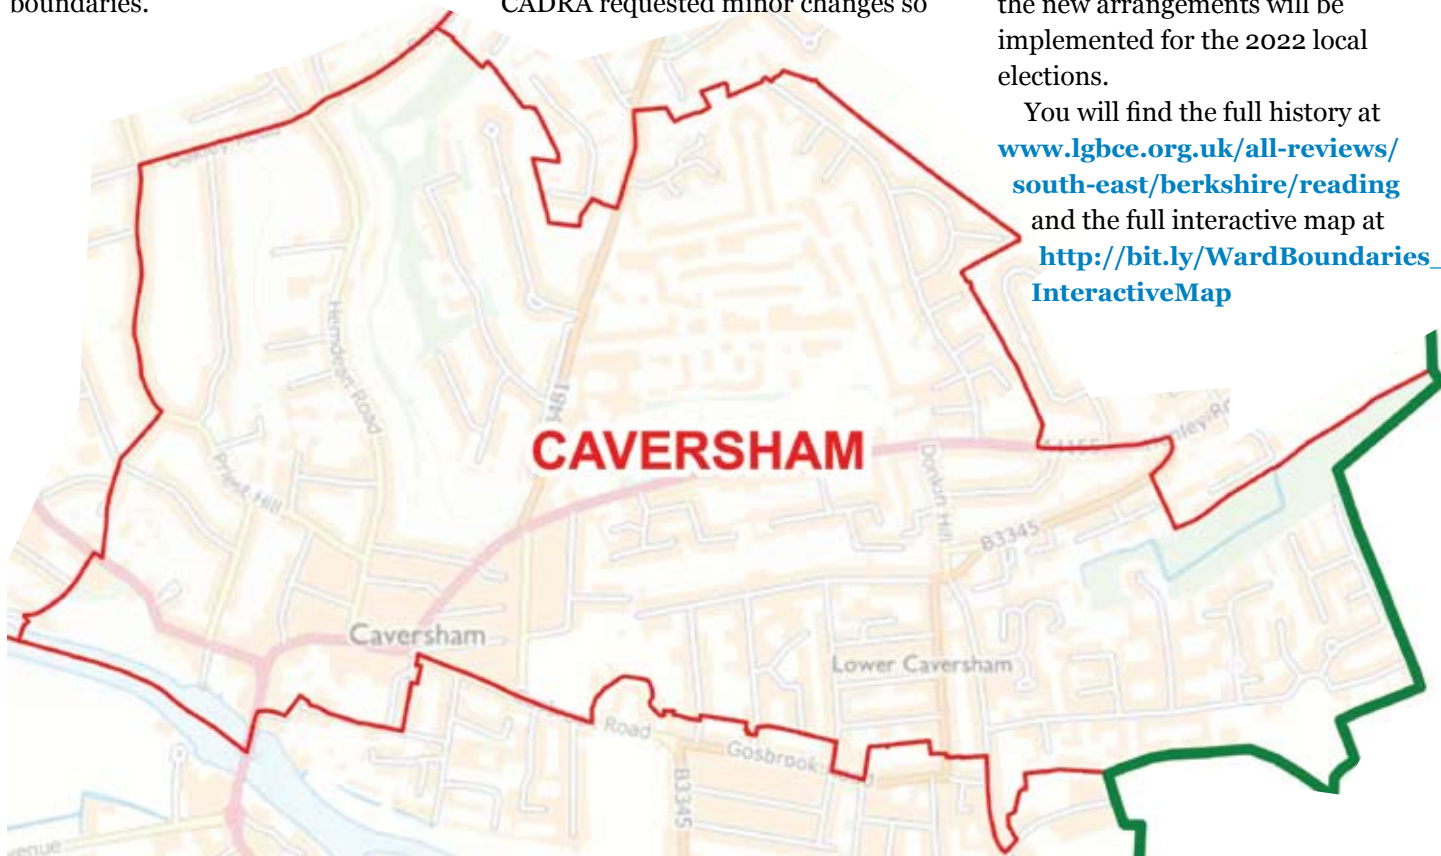 boundaries.
CADRA requested minor changes so
the new arrangements will be
implemented for the 2022 local
elections.
You will find the full history at
www.lgbce.org.uk/all-reviews/
south-east/berkshire/reading
and the full interactive map at
http://bit.ly/WardBoundaries_
InteractiveMap
Hemdean Road
CAVERSHAM
Priest Hill
Donkin Hill
B3345
Caversham
Lower Caversham
Road
Gosbrook
B3345